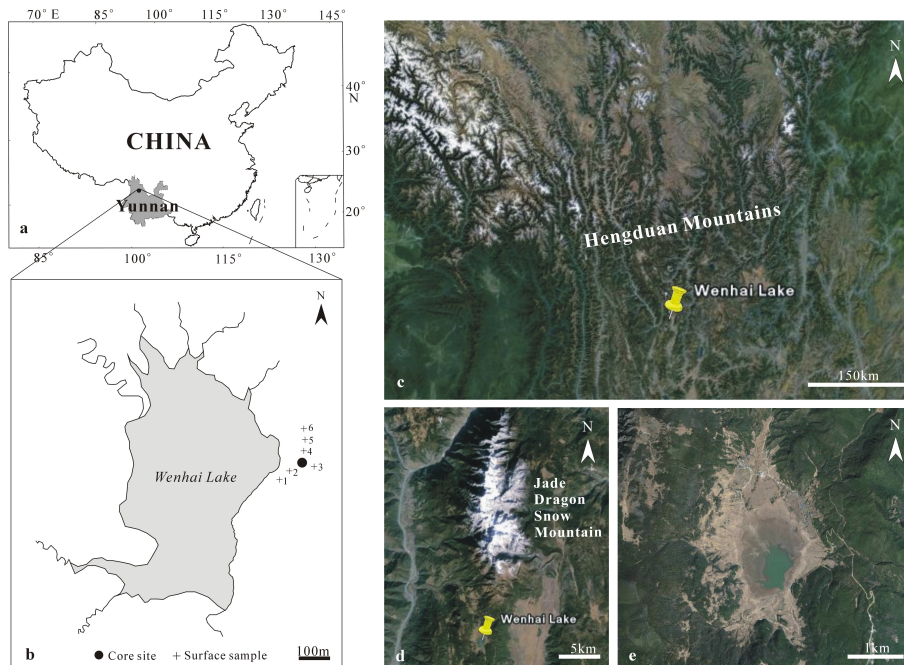 70° E 85° 100° 115° 130° 145°
40°
N
30°
20°
CHINA
Yunnan
a
85° 100° 115° 130°
N
6
5
4
3
2
1
Wenhai Lake
b
100m
● Core site + Surface sample
N
Hengduan Mountains
Wenhai Lake
c
150km
N
Jade
Dragon
Snow
Mountain
Wenhai Lake
d
5km
N
e
1km